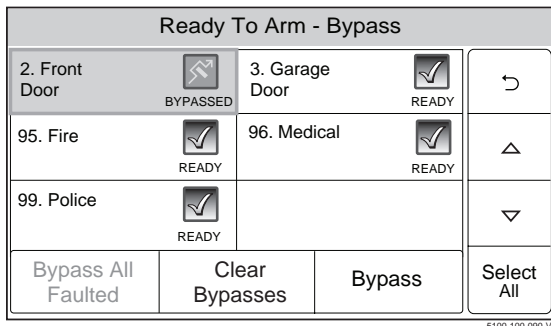 Ready To Arm - Bypass
2. Front
Door
BYPASSED
3. Garage
Door
READY
95. Fire
READY
96. Medical
READY
99. Police
READY
Bypass All
Faulted
Clear
Bypasses
Bypass
Select
All